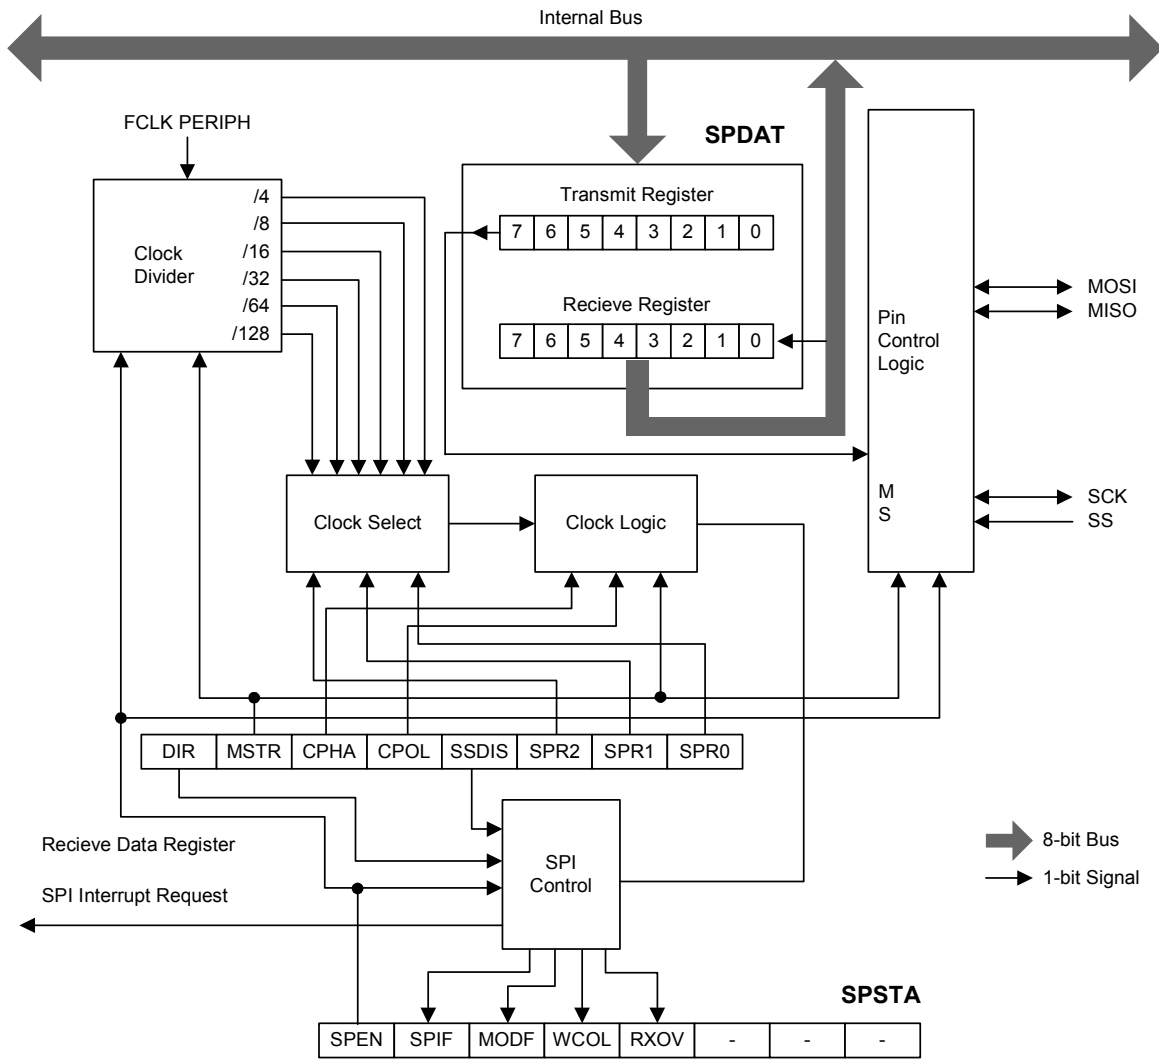 Internal Bus
FCLK PERIPH
SPDAT
Clock
Divider
/4
/8
/16
/32
/64
/128
Transmit Register
7 6 5 4 3 2 1 0
Recieve Register
7 6 5 4 3 2 1 0
Pin
Control
Logic
M
S
MOSI
MISO
SCK
SS
Clock Select
Clock Logic
DIR MSTR CPHA CPOL SSDIS SPR2 SPR1 SPR0
Recieve Data Register
SPI Interrupt Request
SPI
Control
8-bit Bus
1-bit Signal
SPSTA
SPEN SPIF MODF WCOL RXOV - - -